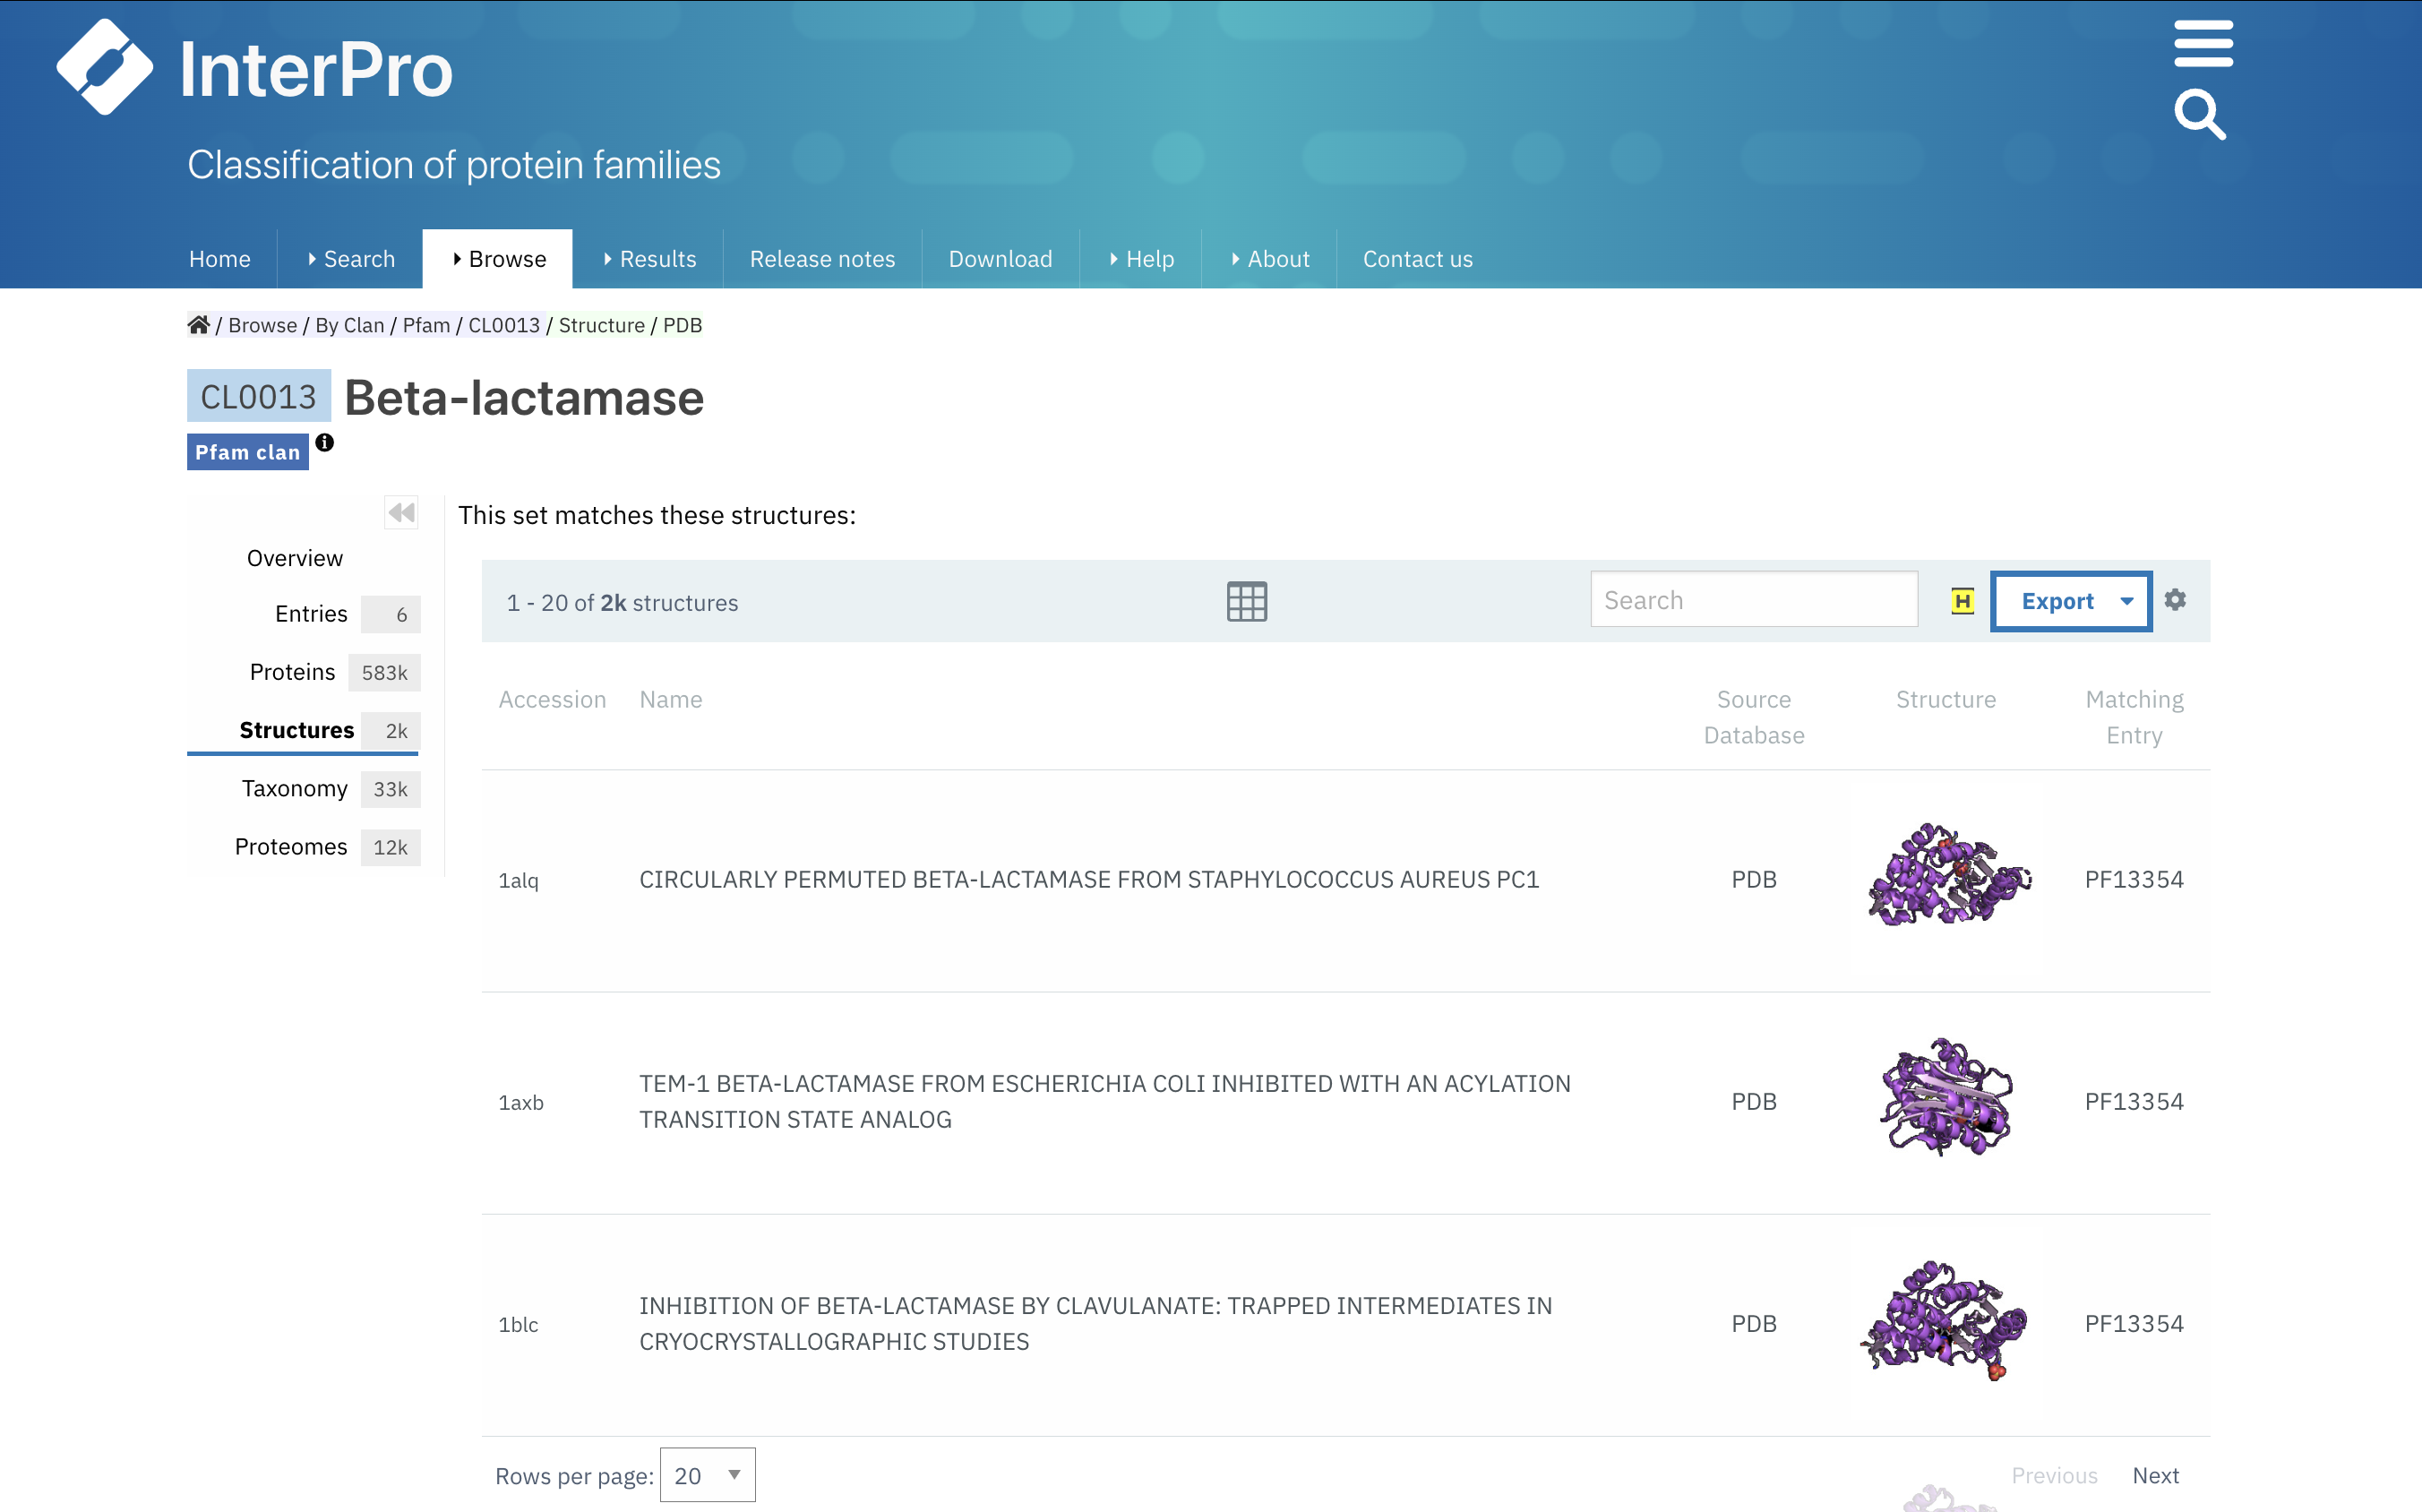 InterPro
Classification of protein families
Home
Search
Browse
Results
Release notes
Download
Help
About
Contact us
/ Browse / By Clan / Pfam / CL0013 / Structure / PDB
CL0013 Beta-lactamase
Pfam clan
Overview
Entries 6
Proteins 583k
Structures 2k
Taxonomy 33k
Proteomes 12k
This set matches these structures:
1 - 20 of 2k structures
Search
H
Export
Accession
Name
Source
Database
Structure
Matching
Entry
1alq
CIRCULARLY PERMUTED BETA-LACTAMASE FROM STAPHYLOCOCCUS AUREUS PC1
PDB
PF13354
1axb
TEM-1 BETA-LACTAMASE FROM ESCHERICHIA COLI INHIBITED WITH AN ACYLATION
TRANSITION STATE ANALOG
PDB
PF13354
1blc
INHIBITION OF BETA-LACTAMASE BY CLAVULANATE: TRAPPED INTERMEDIATES IN
CRYOCRYSTALLOGRAPHIC STUDIES
PDB
PF13354
Rows per page: 20
Previous
Next